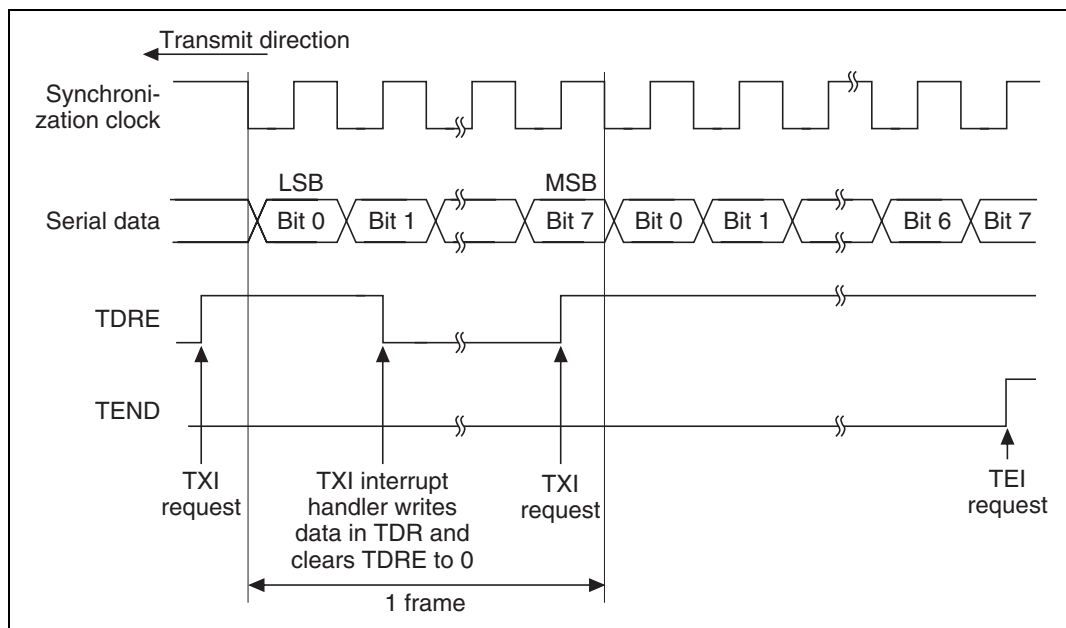 Transmit direction
Synchroni-
zation clock
LSB
MSB
Serial data
Bit 0
Bit 1
Bit 7
Bit 0
Bit 1
Bit 6
Bit 7
TDRE
TEND
TXI
request
TXI interrupt
handler writes
data in TDR and
clears TDRE to 0
TXI
request
TEI
request
1 frame